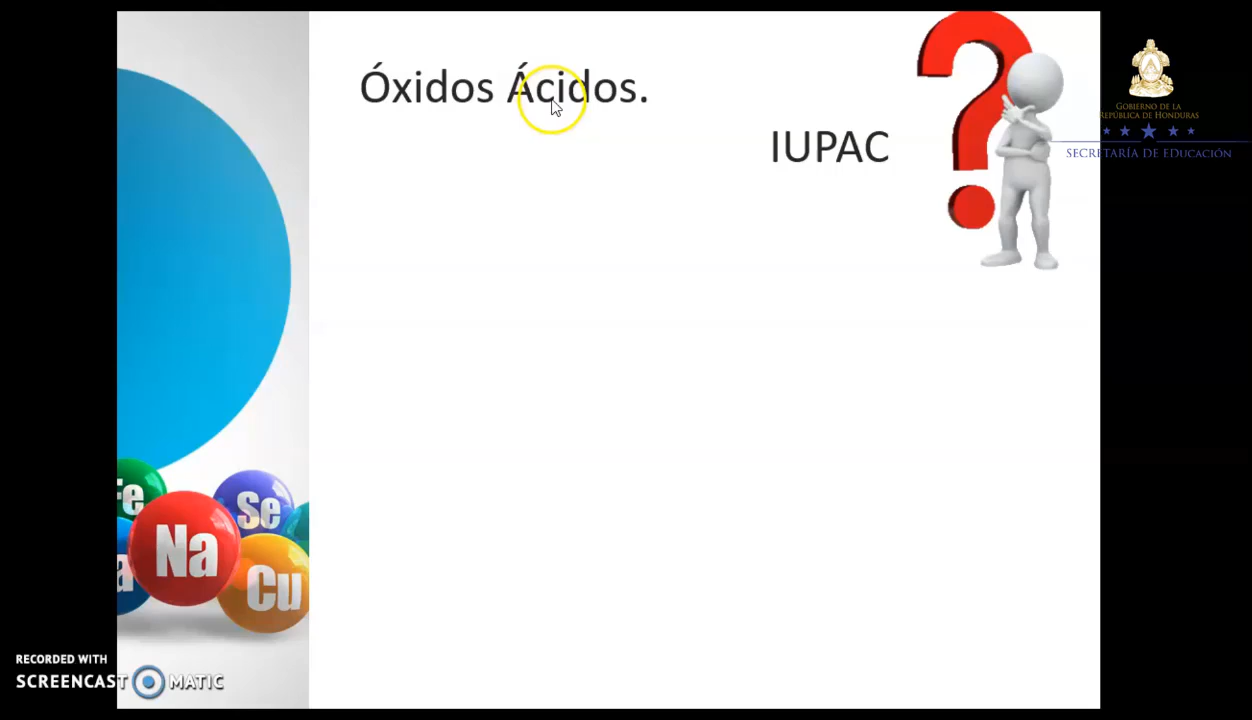 Óxidos Ácidos.
IUPAC
GOBIERNO DE LA
REPÚBLICA DE HONDURAS
SECRETARÍA DE EDUCACIÓN
Fe
Se
Na
a
Cu
RECORDED WITH
SCREENCAST MATIC